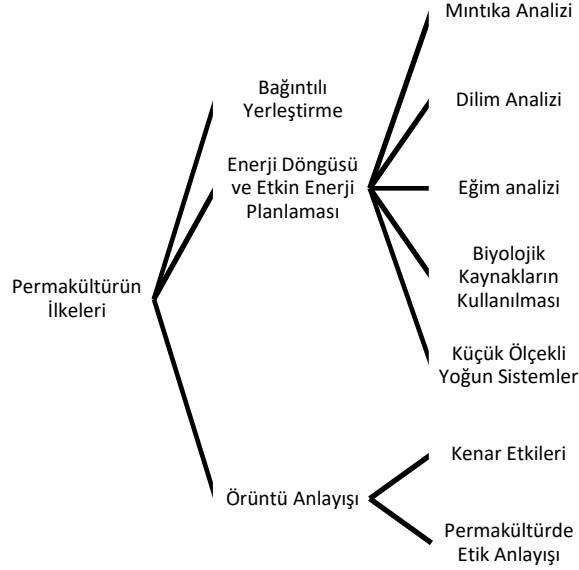 Permakültürün
İlkeleri
Bağıntılı
Yerleştirme
Enerji Döngüsü
ve Etkin Enerji
Planlaması
Mıntıka Analizi
Dilim Analizi
Eğim analizi
Biyolojik
Kaynakların
Kullanılması
Küçük Ölçekli
Yoğun Sistemler
Örüntü Anlayışı
Kenar Etkileri
Permakültürde
Etik Anlayışı